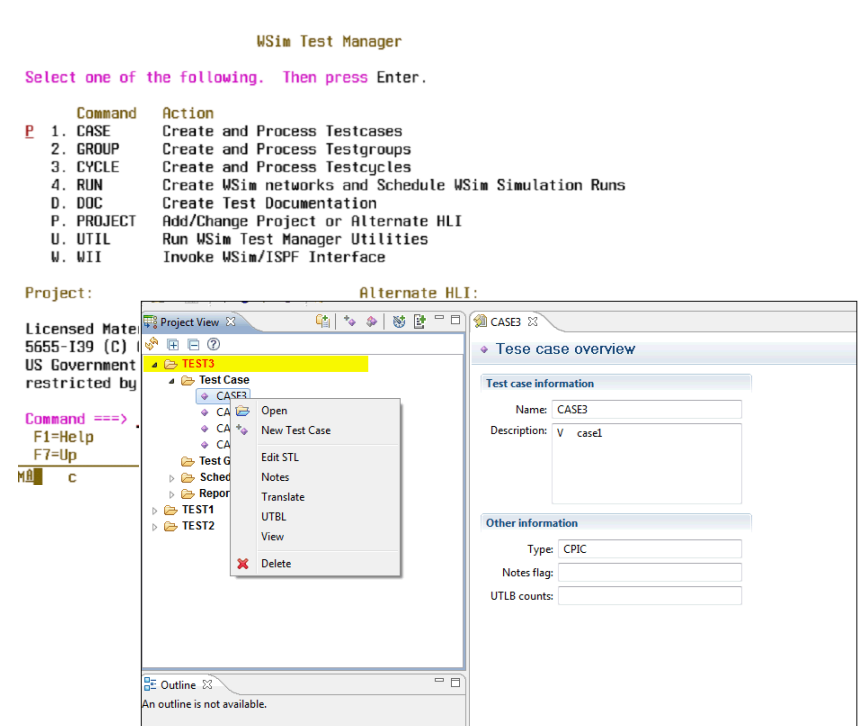 WSim Test Manager
Select one of the following. Then press Enter.
Command Action
P 1. CASE Create and Process Testcases
2. GROUP Create and Process Testgroups
3. CYCLE Create and Process Testcycles
4. RUN Create WSim networks and Schedule WSim Simulation Runs
D. DOC Create Test Documentation
P. PROJECT Add/Change Project or Alternate HLI
U. UTIL Run WSim Test Manager Utilities
W. WII Invoke WSim/ISPF Interface
Project: Alternate HLI:
Licensed Mate
5655-I39 (C)
US Government
restricted by
Command ===>
F1=Help
F7=Up
MA c
Project View
TEST3
Test Case
CASE3
CA
CA
CA
Test G
Sched
Repor
TEST1
TEST2
Open
New Test Case
Edit STL
Notes
Translate
UTBL
View
Delete
Outline
An outline is not available.
CASE3
Tese case overview
Test case information
Name: CASE3
Description: V case1
Other information
Type: CPIC
Notes flag:
UTLB counts: